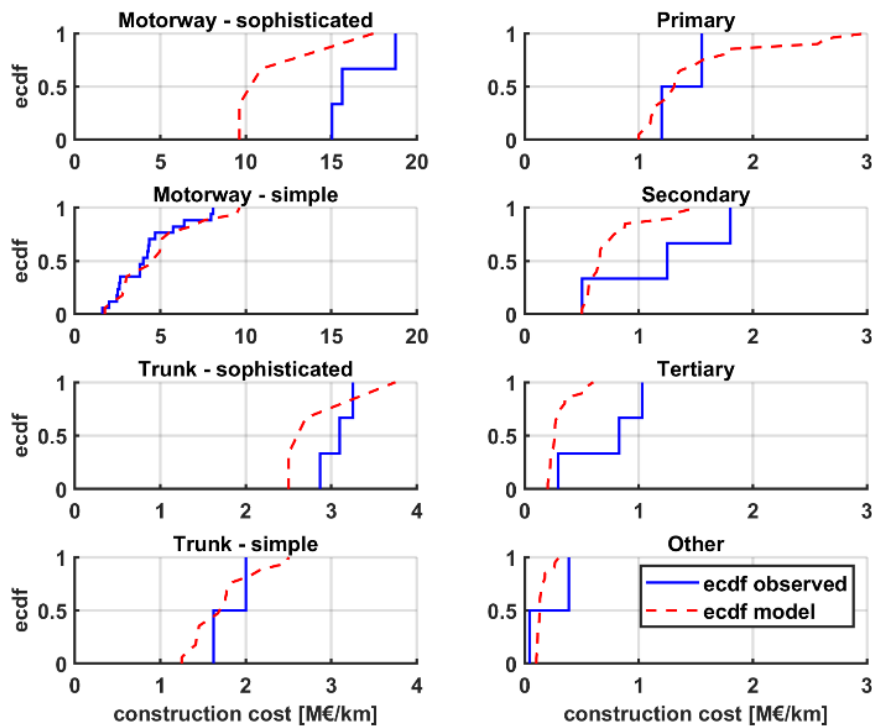 Motorway - sophisticated
1
0.5
0
ecdf
0 5 10 15 20
Primary
1
0.5
0
0 1 2 3
Motorway - simple
1
0.5
0
ecdf
0 5 10 15 20
Secondary
1
0.5
0
0 1 2 3
Trunk - sophisticated
1
0.5
0
ecdf
0 1 2 3 4
Tertiary
1
0.5
0
0 1 2 3
Trunk - simple
1
0.5
0
ecdf
0 1 2 3 4
construction cost [M€/km]
Other
1
0.5
0
ecdf observed
ecdf model
0 1 2 3
construction cost [M€/km]